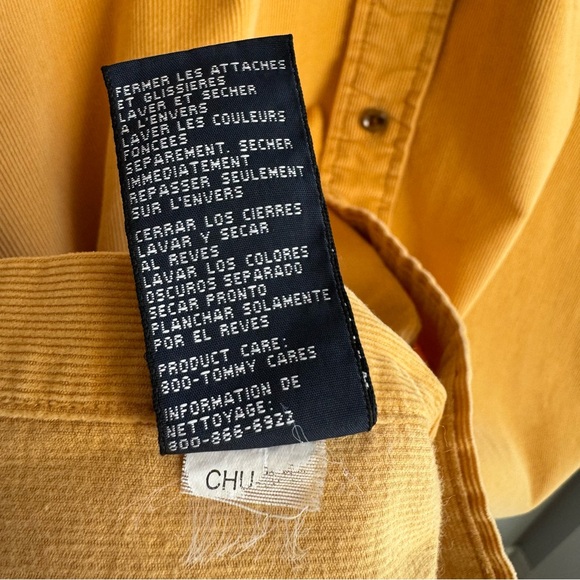 FERMER LES ATTACHES
ET GLISSIERES
LAVER ET SECHER
A L'ENVERS
LAVER LES COULEURS
FONCEES
SEPAREMENT. SECHER
IMMEDIATEMENT
REPASSER SEULEMENT
SUR L'ENVERS
CERRAR LOS CIERRES
LAVAR Y SECAR
AL REVES
LAVAR LOS COLORES
OSCUROS SEPARADO
SECAR PRONTO
PLANCHAR SOLAMENTE
POR EL REVES
PRODUCT CARE:
800-TOMMY CARES
INFORMATION DE
NETTOYAGE:
800-866-6922
CHU